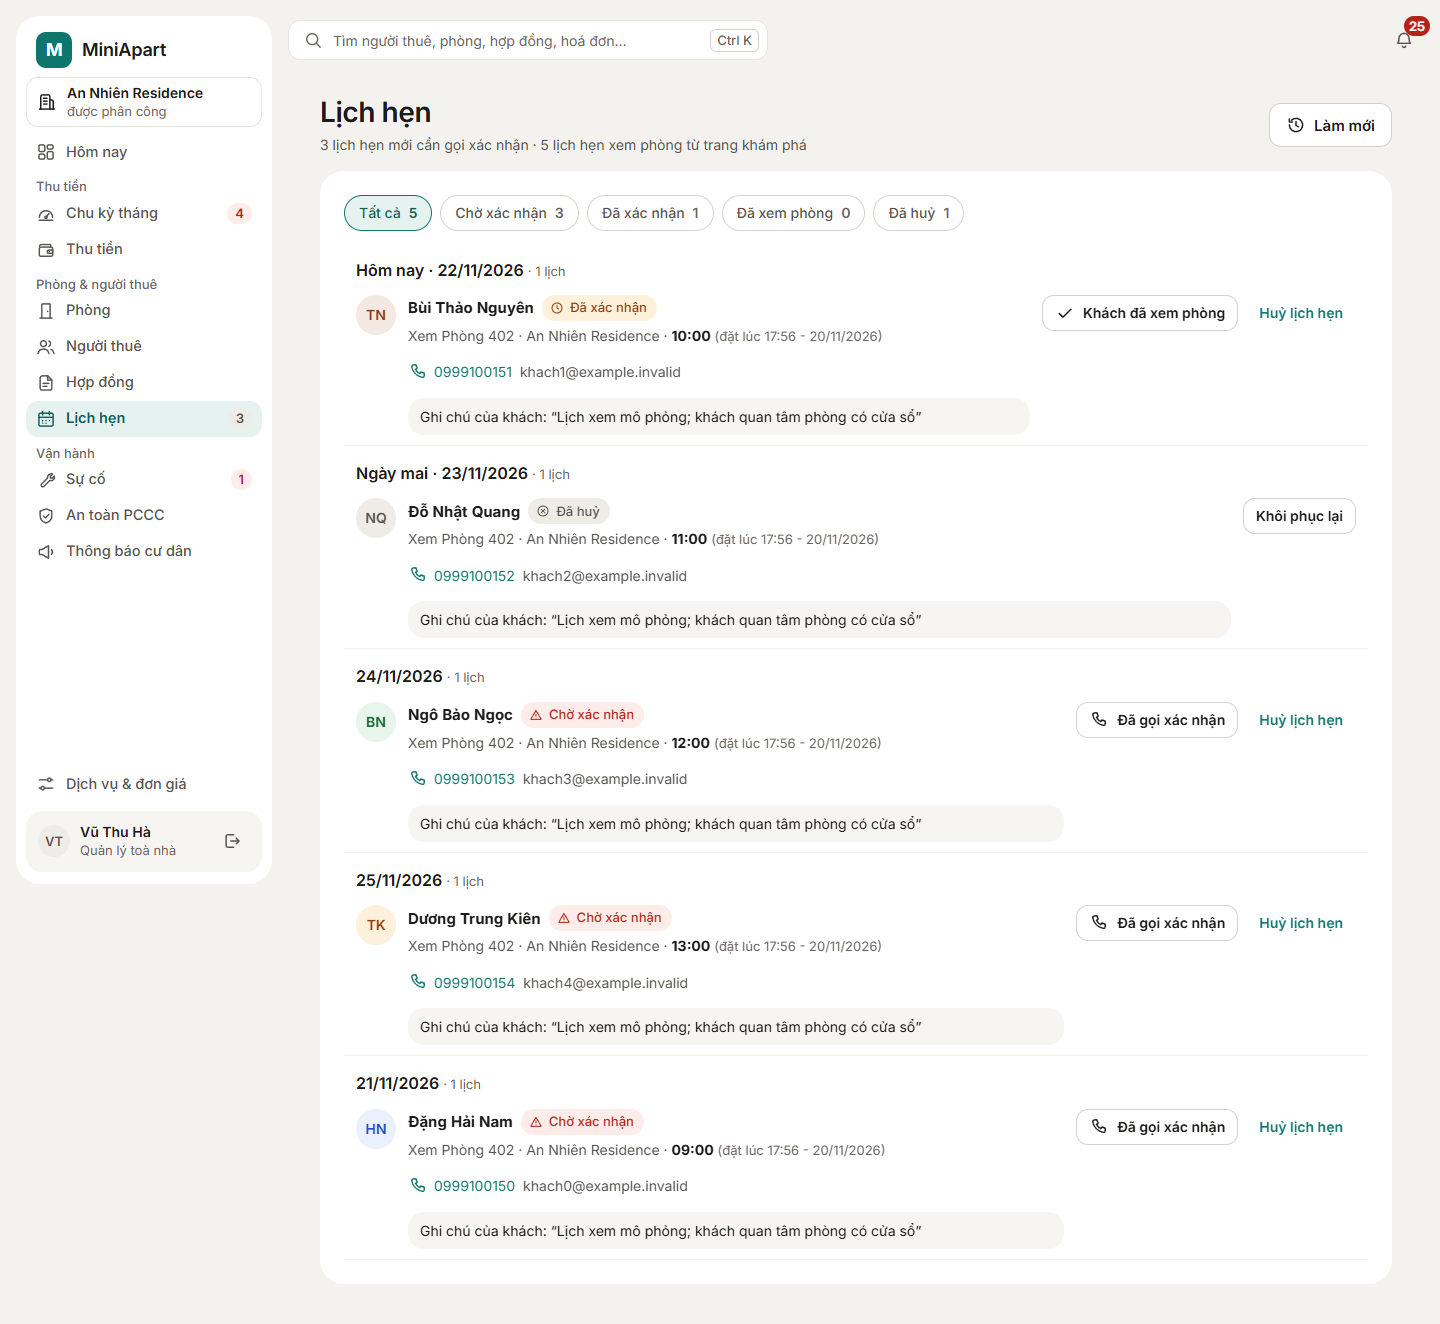 M MiniApart
An Nhiên Residence
được phân công
Hôm nay
Thu tiền
Chu kỳ tháng 4
Thu tiền
Phòng & người thuê
Phòng
Người thuê
Hợp đồng
Lịch hẹn 3
Vận hành
Sự cố 1
An toàn PCCC
Thông báo cư dân
Dịch vụ & đơn giá
VT Vũ Thu Hà
Quản lý toà nhà
Tìm người thuê, phòng, hợp đồng, hoá đơn... Ctrl K
25
Lịch hẹn
3 lịch hẹn mới cần gọi xác nhận · 5 lịch hẹn xem phòng từ trang khám phá
Làm mới
Tất cả 5 Chờ xác nhận 3 Đã xác nhận 1 Đã xem phòng 0 Đã huỷ 1
Hôm nay · 22/11/2026 · 1 lịch
TN Bùi Thảo Nguyên Đã xác nhận Khách đã xem phòng Huỷ lịch hẹn
Xem Phòng 402 · An Nhiên Residence · 10:00 (đặt lúc 17:56 - 20/11/2026)
0999100151 khach1@example.invalid
Ghi chú của khách: “Lịch xem mô phỏng; khách quan tâm phòng có cửa sổ”
Ngày mai · 23/11/2026 · 1 lịch
NQ Đỗ Nhật Quang Đã huỷ Khôi phục lại
Xem Phòng 402 · An Nhiên Residence · 11:00 (đặt lúc 17:56 - 20/11/2026)
0999100152 khach2@example.invalid
Ghi chú của khách: “Lịch xem mô phỏng; khách quan tâm phòng có cửa sổ”
24/11/2026 · 1 lịch
BN Ngô Bảo Ngọc Chờ xác nhận Đã gọi xác nhận Huỷ lịch hẹn
Xem Phòng 402 · An Nhiên Residence · 12:00 (đặt lúc 17:56 - 20/11/2026)
0999100153 khach3@example.invalid
Ghi chú của khách: “Lịch xem mô phỏng; khách quan tâm phòng có cửa sổ”
25/11/2026 · 1 lịch
TK Dương Trung Kiên Chờ xác nhận Đã gọi xác nhận Huỷ lịch hẹn
Xem Phòng 402 · An Nhiên Residence · 13:00 (đặt lúc 17:56 - 20/11/2026)
0999100154 khach4@example.invalid
Ghi chú của khách: “Lịch xem mô phỏng; khách quan tâm phòng có cửa sổ”
21/11/2026 · 1 lịch
HN Đặng Hải Nam Chờ xác nhận Đã gọi xác nhận Huỷ lịch hẹn
Xem Phòng 402 · An Nhiên Residence · 09:00 (đặt lúc 17:56 - 20/11/2026)
0999100150 khach0@example.invalid
Ghi chú của khách: “Lịch xem mô phỏng; khách quan tâm phòng có cửa sổ”